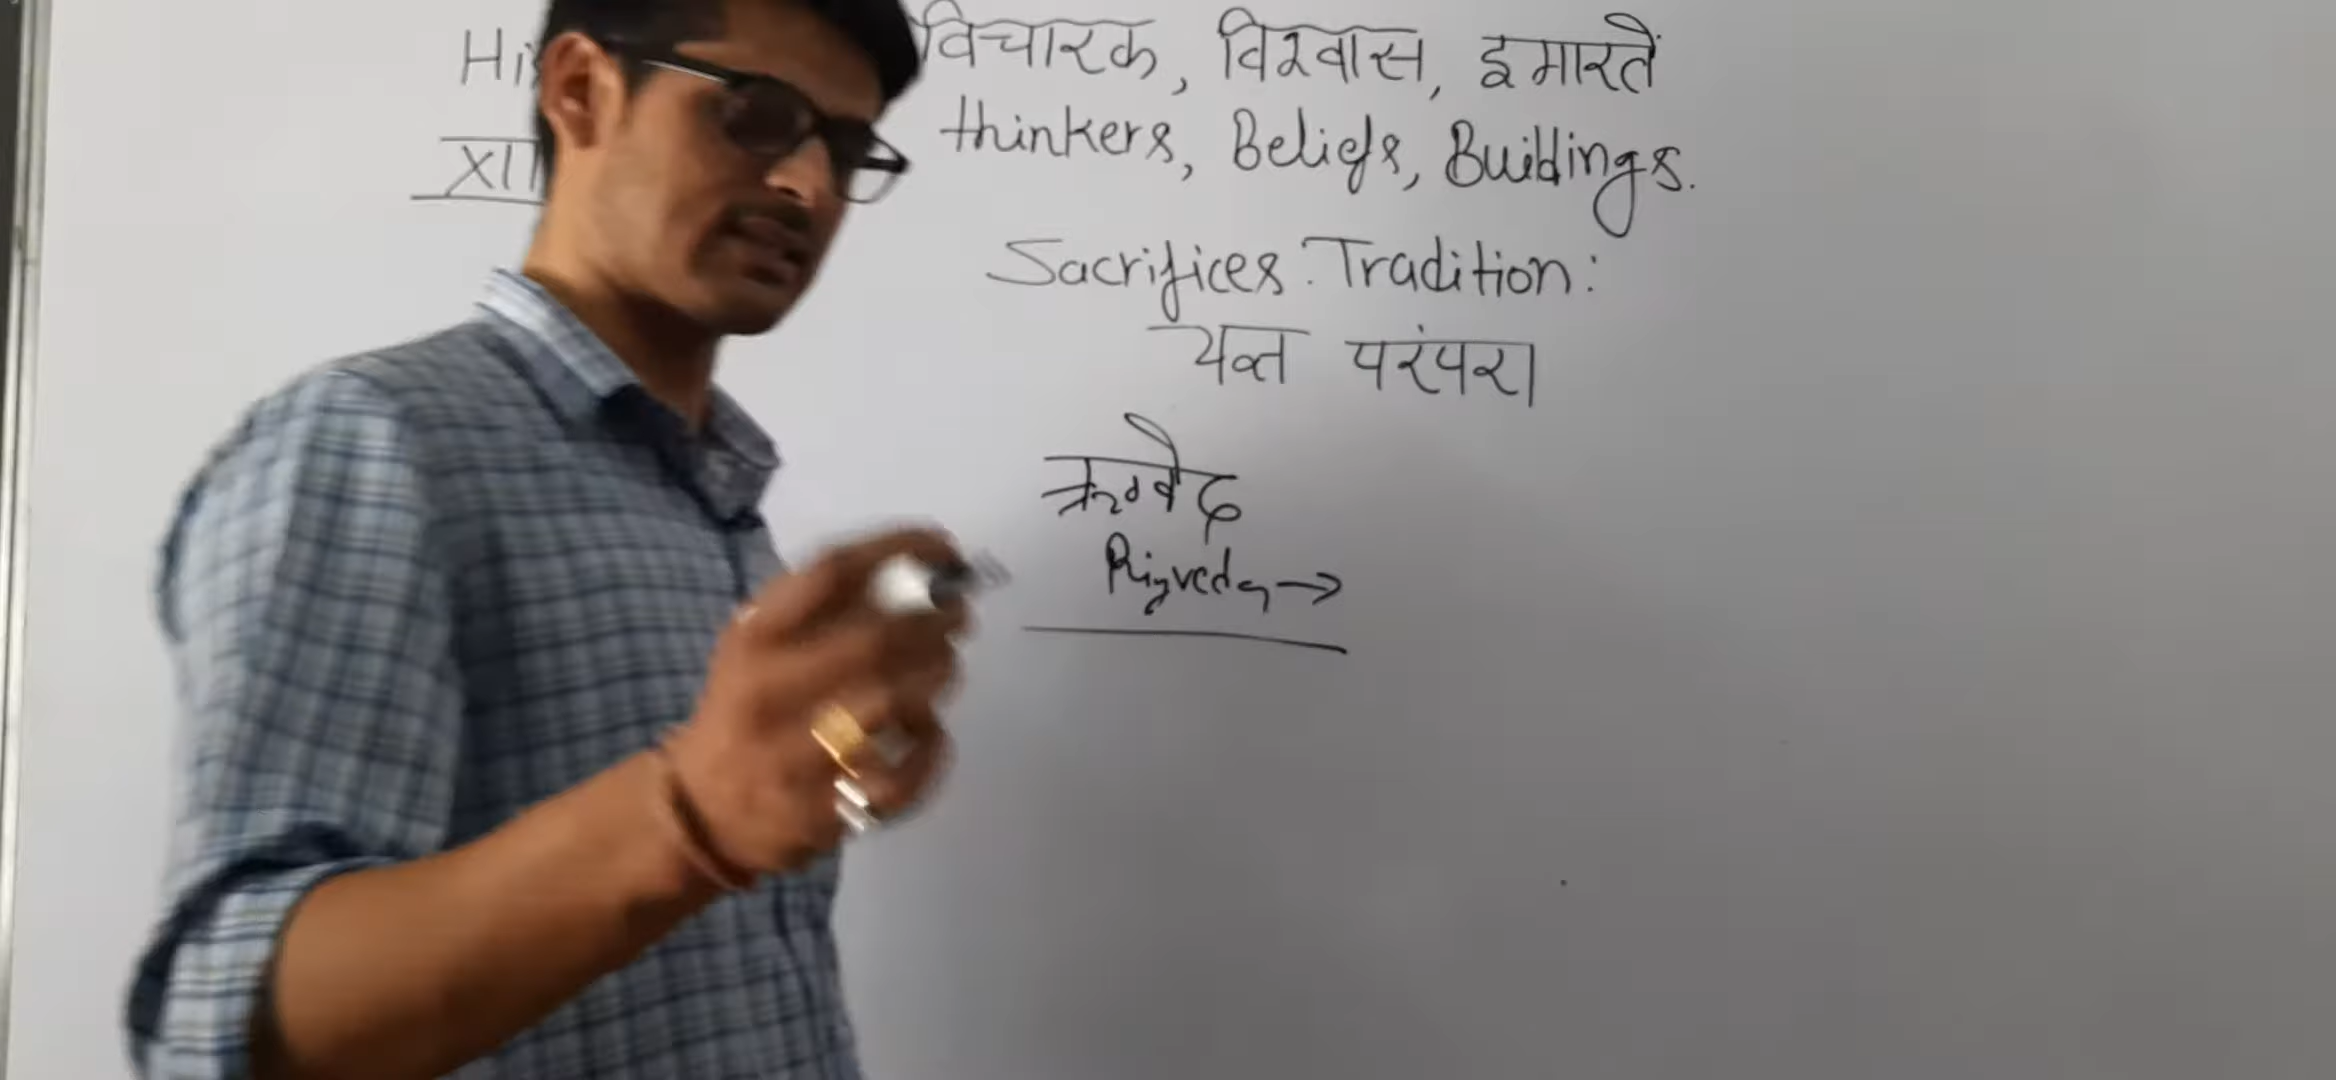 Hi
विचारक, विश्वास, इमारतें
XII
thinkers, Beliefs, Buildings.
Sacrifices Tradition:
यज्ञ परंपरा
ऋग्वेद
Rigveda →